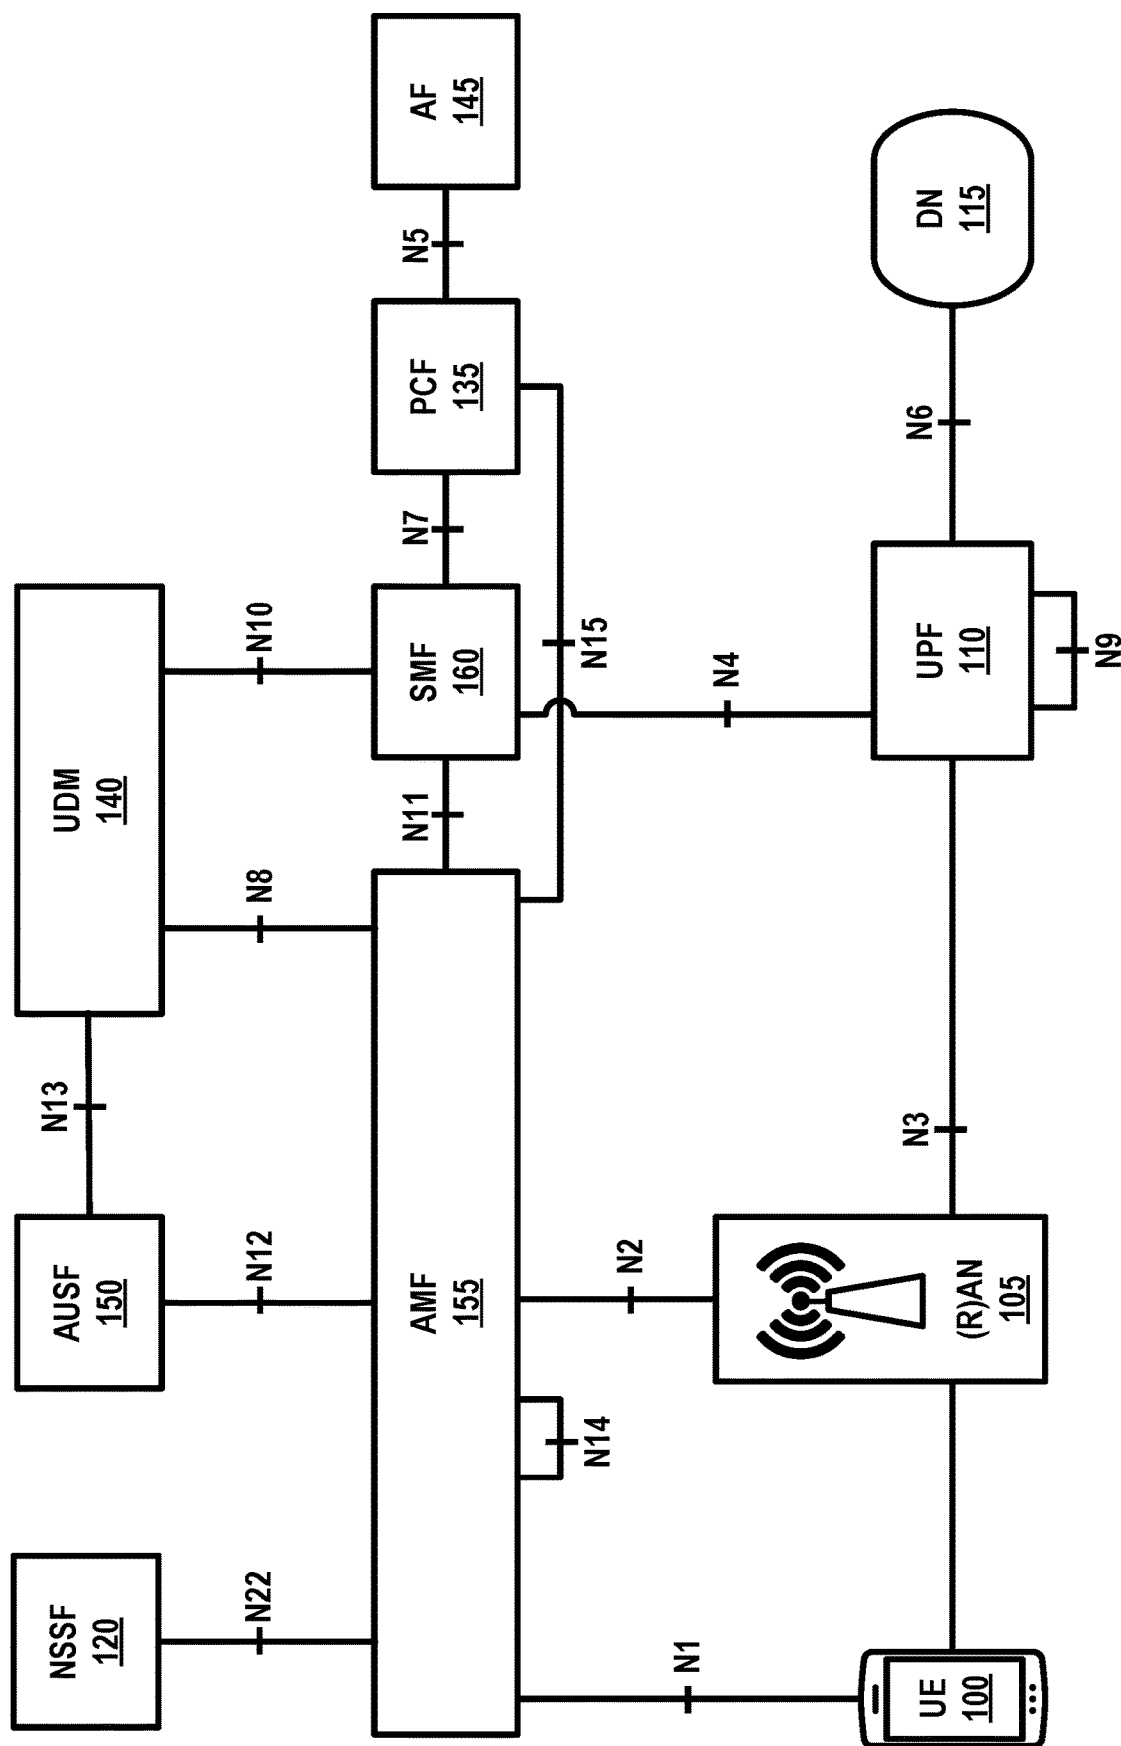 NSSF
120
AUSF
150
N13
UDM
140
N22
N12
N8
N10
AMF
155
N11
SMF
160
N7
PCF
135
N5
AF
145
N14
N15
N1
N2
N4
UE
100
(R)AN
105
N3
UPF
110
N6
DN
115
N9